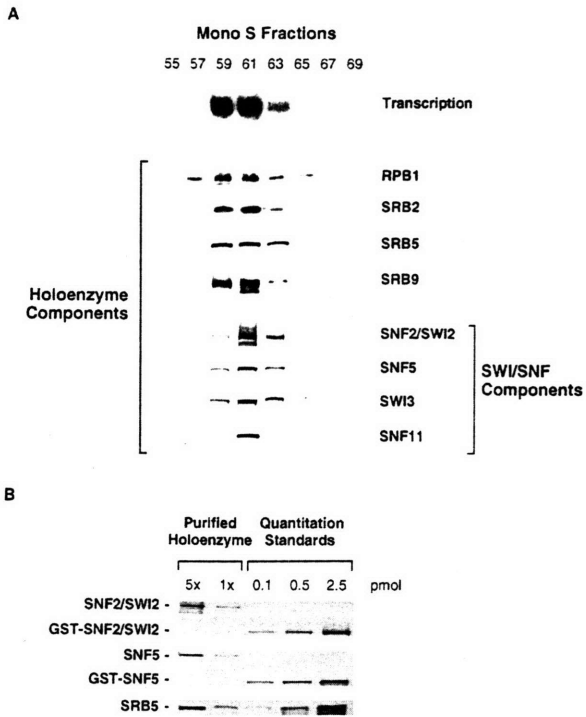 A
Mono S Fractions
55 57 59 61 63 65 67 69
Transcription
RPB1
SRB2
SRB5
SRB9
Holoenzyme
Components
SNF2/SWI2
SNF5
SWI3
SNF11
SWI/SNF
Components
B
Purified
Holoenzyme
Quantitation
Standards
5x 1x 0.1 0.5 2.5 pmol
SNF2/SWI2 -
GST-SNF2/SWI2 -
SNF5 -
GST-SNF5 -
SRB5 -